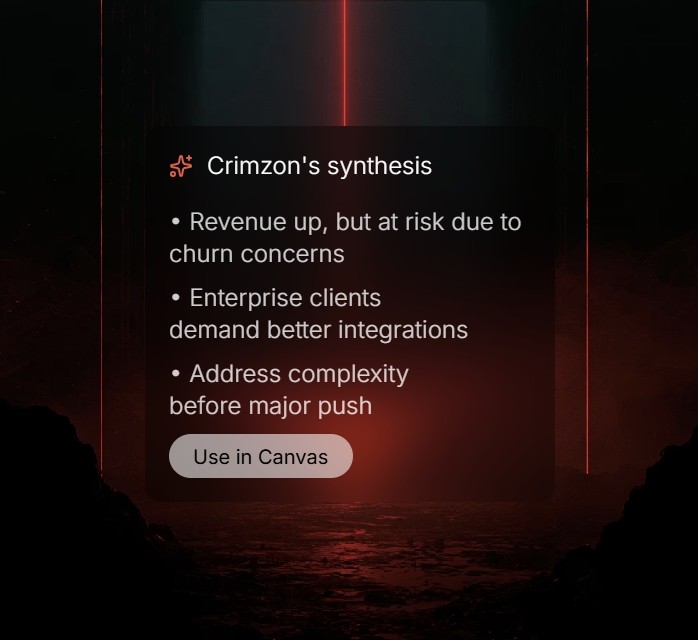 Crimzon's synthesis
• Revenue up, but at risk due to
churn concerns
• Enterprise clients
demand better integrations
• Address complexity
before major push
Use in Canvas